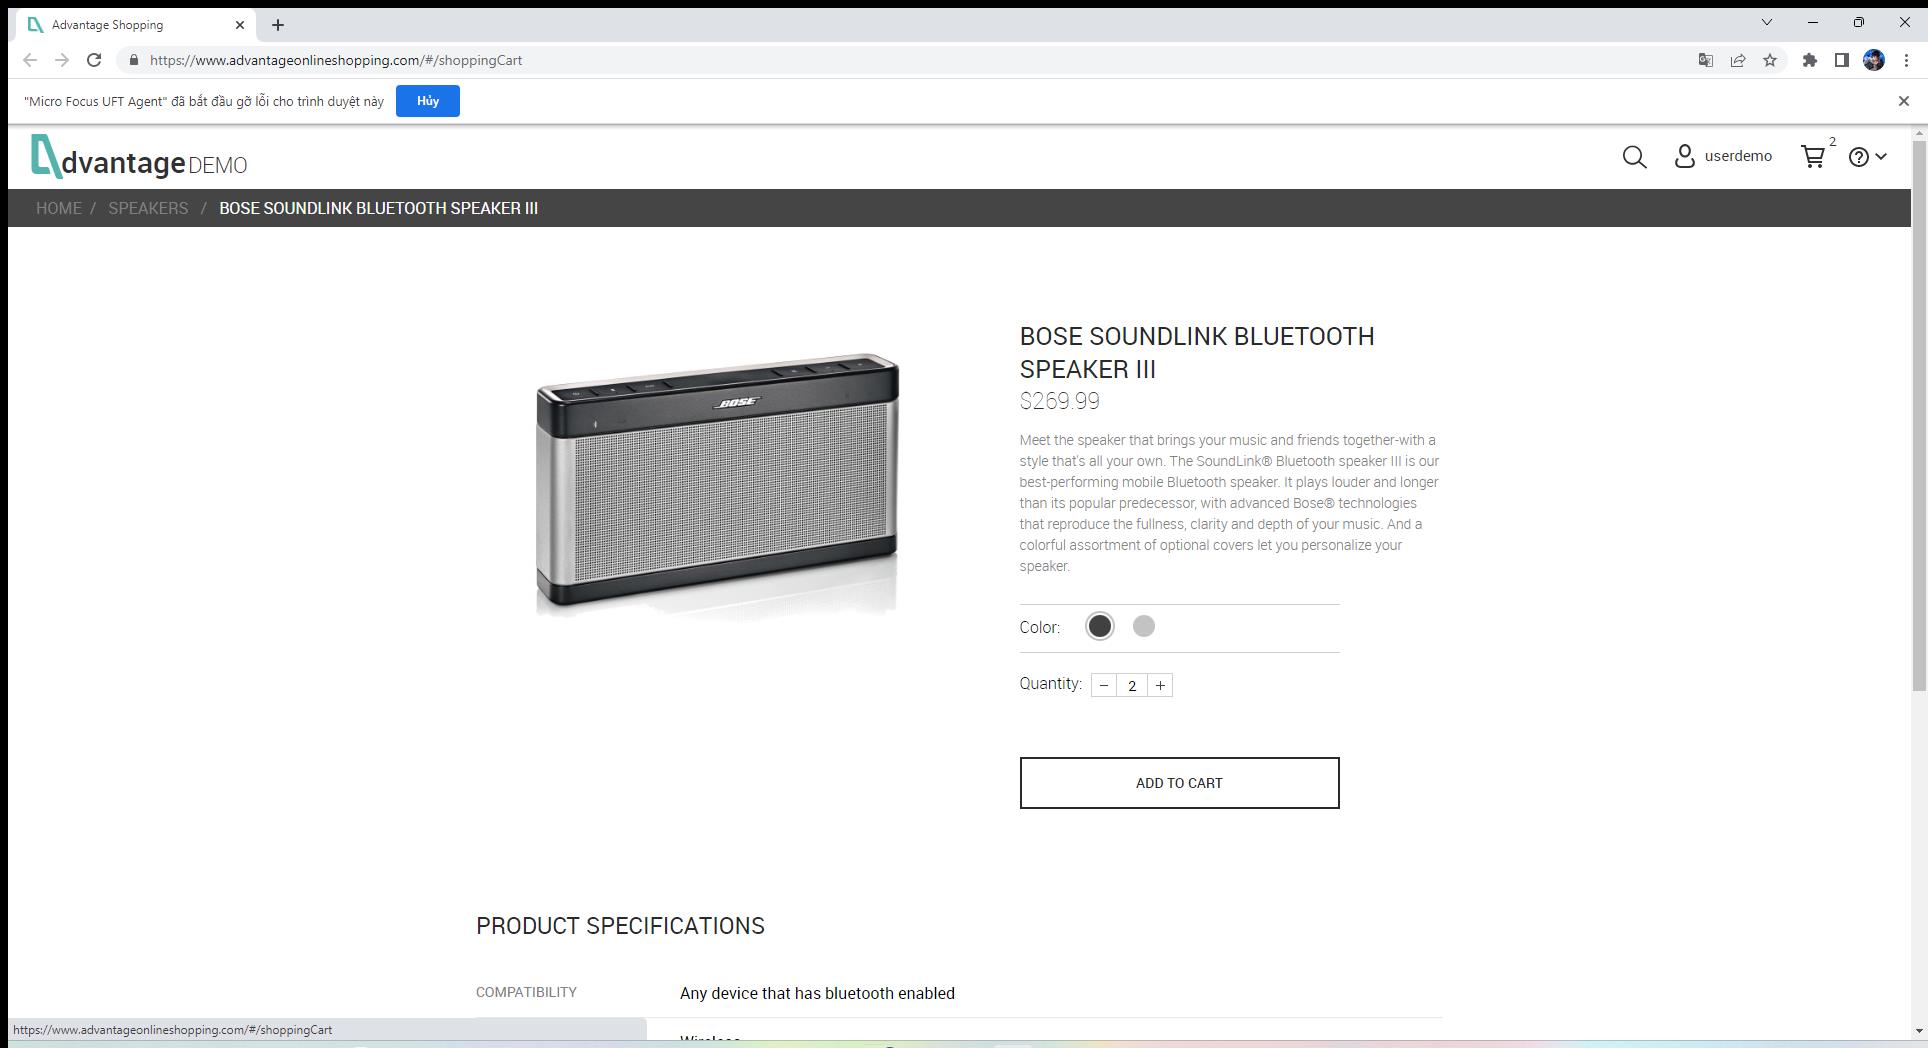 Advantage Shopping
https://www.advantageonlineshopping.com/#/shoppingCart
"Micro Focus UFT Agent" đã bắt đầu gỡ lỗi cho trình duyệt này
Hủy
dvantage DEMO
userdemo
2
HOME / SPEAKERS / BOSE SOUNDLINK BLUETOOTH SPEAKER III
BOSE
BOSE SOUNDLINK BLUETOOTH
SPEAKER III
$269.99
Meet the speaker that brings your music and friends together-with a
style that's all your own. The SoundLink® Bluetooth speaker III is our
best-performing mobile Bluetooth speaker. It plays louder and longer
than its popular predecessor, with advanced Bose® technologies
that reproduce the fullness, clarity and depth of your music. And a
colorful assortment of optional covers let you personalize your
speaker.
Color:
Quantity: − 2 +
ADD TO CART
PRODUCT SPECIFICATIONS
COMPATIBILITY Any device that has bluetooth enabled
https://www.advantageonlineshopping.com/#/shoppingCart
Wireless